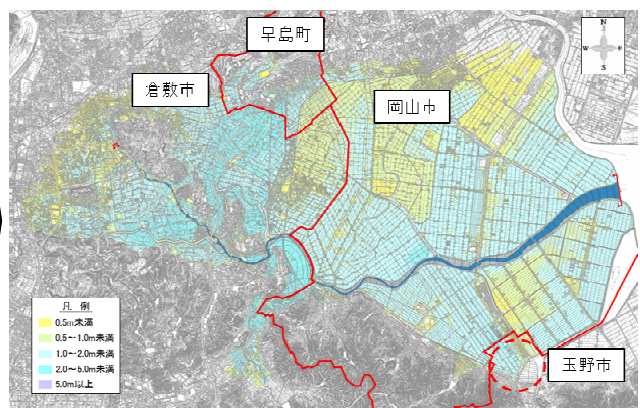 早島町
倉敷市
岡山市
N
W E
S
凡 例
0.5m未満
0.5～1.0m未満
1.0～2.0m未満
2.0～5.0m未満
5.0m以上
玉野市